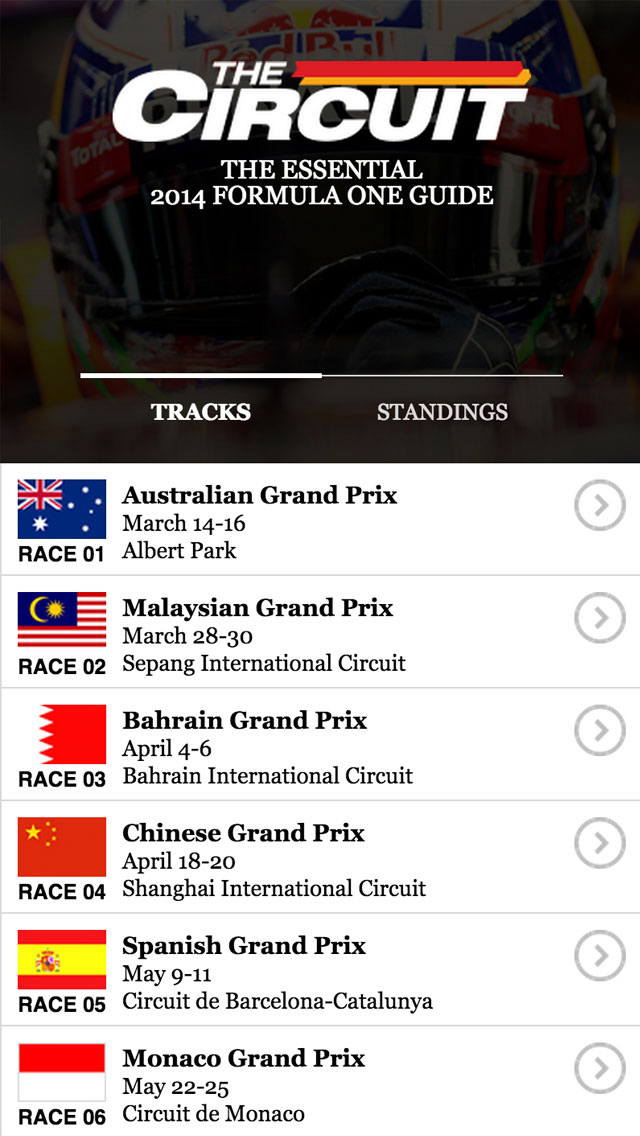 Red Bull
THE
CIRCUIT
TOTAL
THE ESSENTIAL
2014 FORMULA ONE GUIDE
TRACKS
STANDINGS
Australian Grand Prix
March 14-16
RACE 01
Albert Park
Malaysian Grand Prix
March 28-30
RACE 02
Sepang International Circuit
Bahrain Grand Prix
April 4-6
RACE 03
Bahrain International Circuit
Chinese Grand Prix
April 18-20
RACE 04
Shanghai International Circuit
Spanish Grand Prix
May 9-11
RACE 05
Circuit de Barcelona-Catalunya
Monaco Grand Prix
May 22-25
RACE 06
Circuit de Monaco